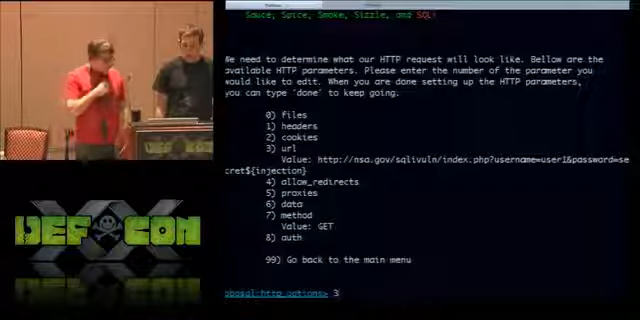 Sauce, Spice, Smoke, Sizzle, and SQL!
We need to determine what our HTTP request will look like. Bellow are the
available HTTP parameters. Please enter the number of the parameter you
would like to edit. When you are done setting up the HTTP parameters,
you can type 'done' to keep going.
0) files
1) headers
2) cookies
3) url
Value: http://nsa.gov/sqlivuln/index.php?username=user1&password=se
cret${injection}
4) allow_redirects
5) proxies
6) data
7) method
Value: GET
8) auth
99) Go back to the main menu
bbqsql:http_options> 3
DEF CON
XX